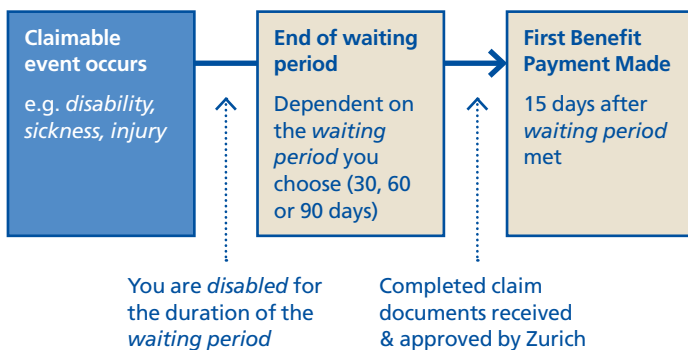 Claimable
event occurs
e.g. disability,
sickness, injury
End of waiting
period
Dependent on
the waiting
period you
choose (30, 60
or 90 days)
First Benefit
Payment Made
15 days after
waiting period
met
You are disabled for
the duration of the
waiting period
Completed claim
documents received
& approved by Zurich